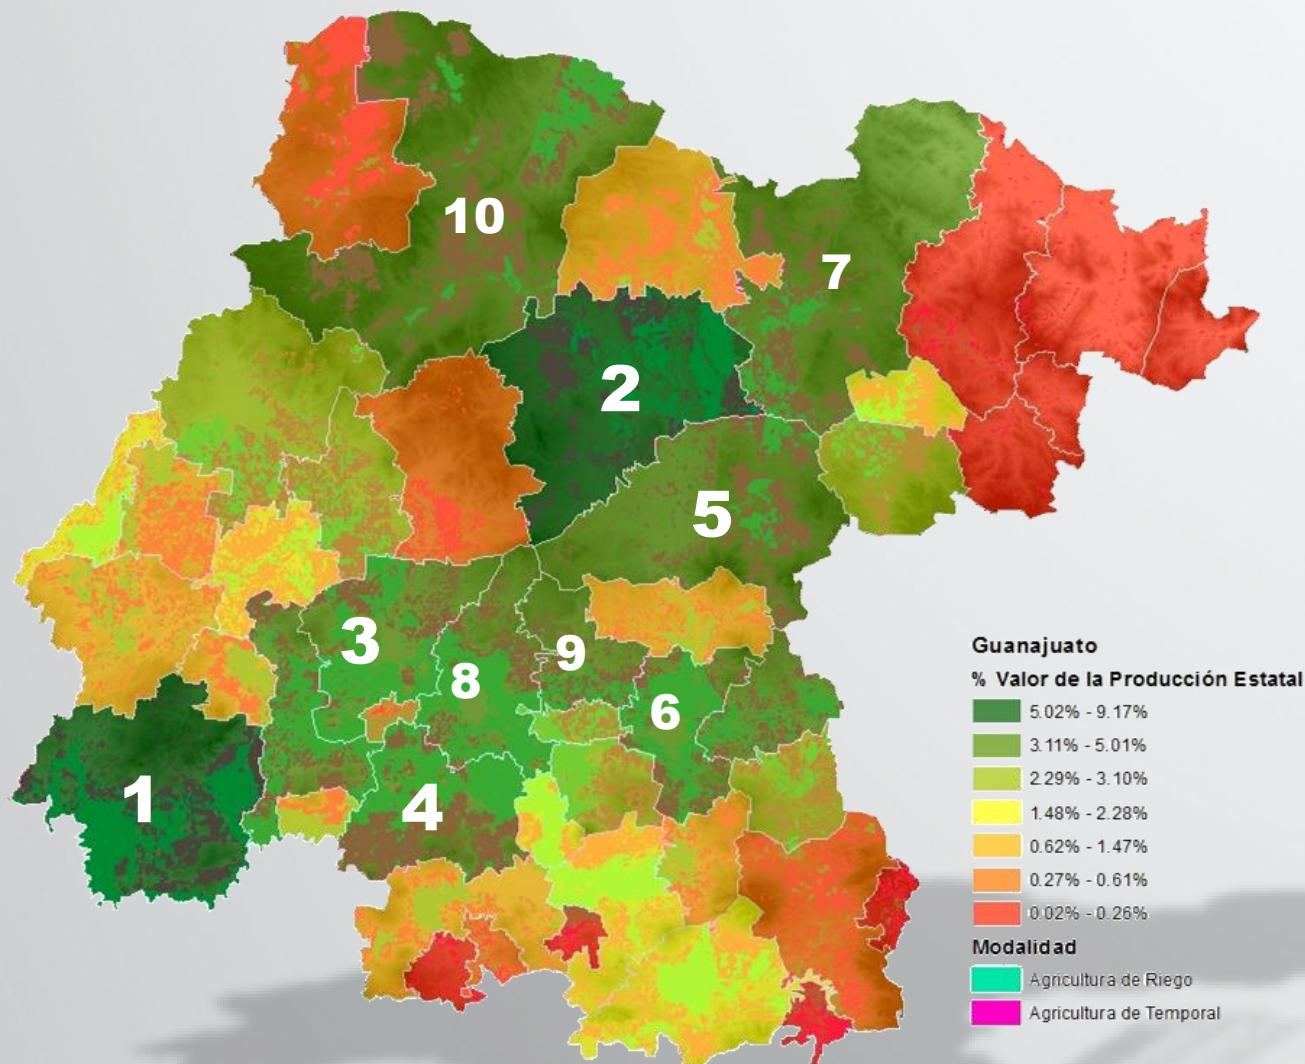 10
7
2
5
3
9
8
6
1
4
Guanajuato
% Valor de la Producción Estatal
5.02% - 9.17%
3.11% - 5.01%
2.29% - 3.10%
1.48% - 2.28%
0.62% - 1.47%
0.27% - 0.61%
0.02% - 0.26%
Modalidad
Agricultura de Riego
Agricultura de Temporal